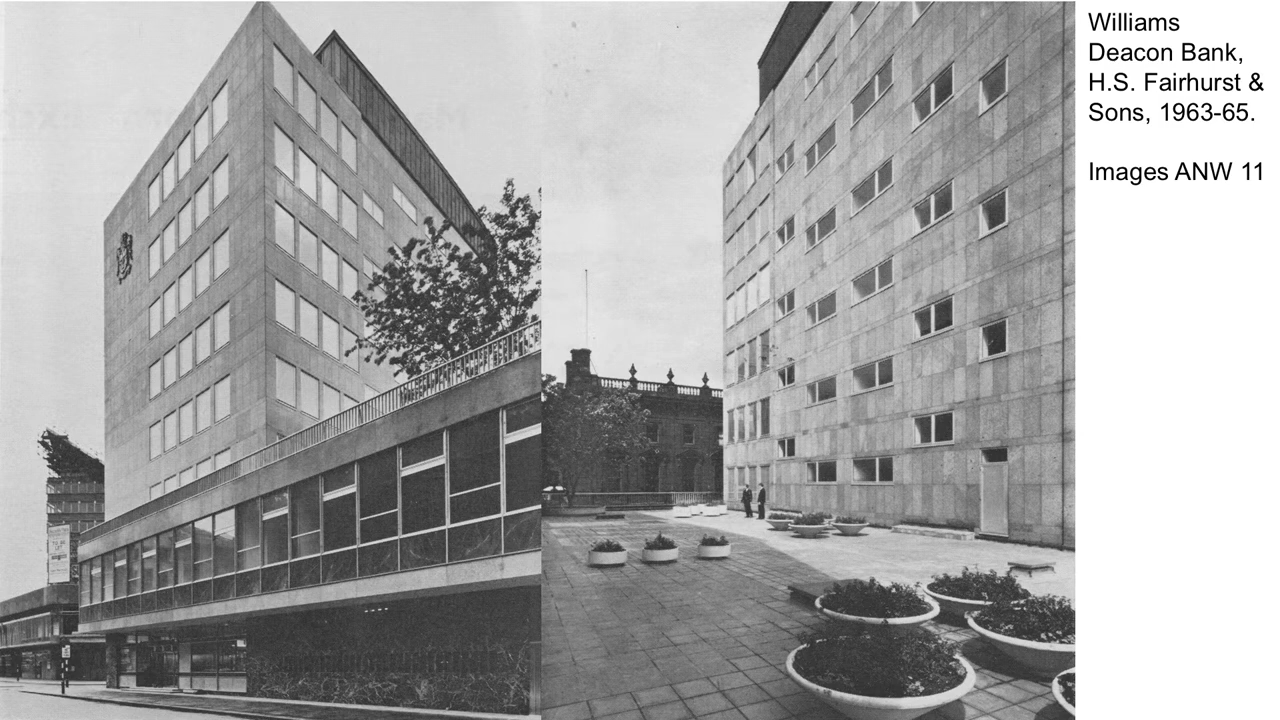 Williams
Deacon Bank,
H.S. Fairhurst &
Sons, 1963-65.
Images ANW 11